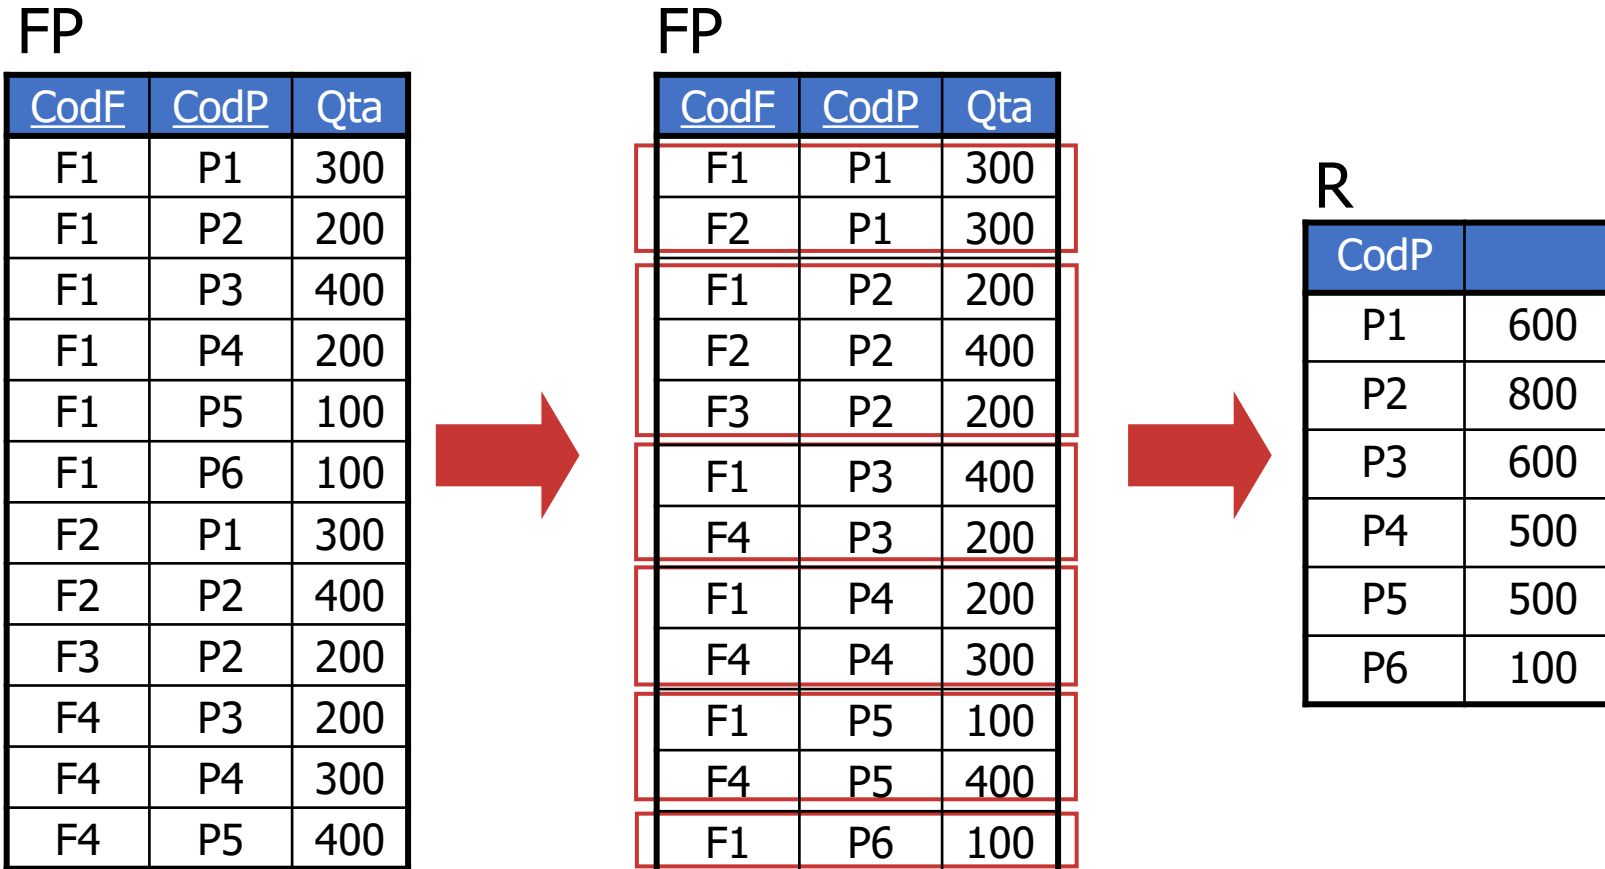 FP
CodF CodP Qta
F1 P1 300
F1 P2 200
F1 P3 400
F1 P4 200
F1 P5 100
F1 P6 100
F2 P1 300
F2 P2 400
F3 P2 200
F4 P3 200
F4 P4 300
F4 P5 400
FP
CodF CodP Qta
F1 P1 300
F2 P1 300
F1 P2 200
F2 P2 400
F3 P2 200
F1 P3 400
F4 P3 200
F1 P4 200
F4 P4 300
F1 P5 100
F4 P5 400
F1 P6 100
R
CodP
P1 600
P2 800
P3 600
P4 500
P5 500
P6 100